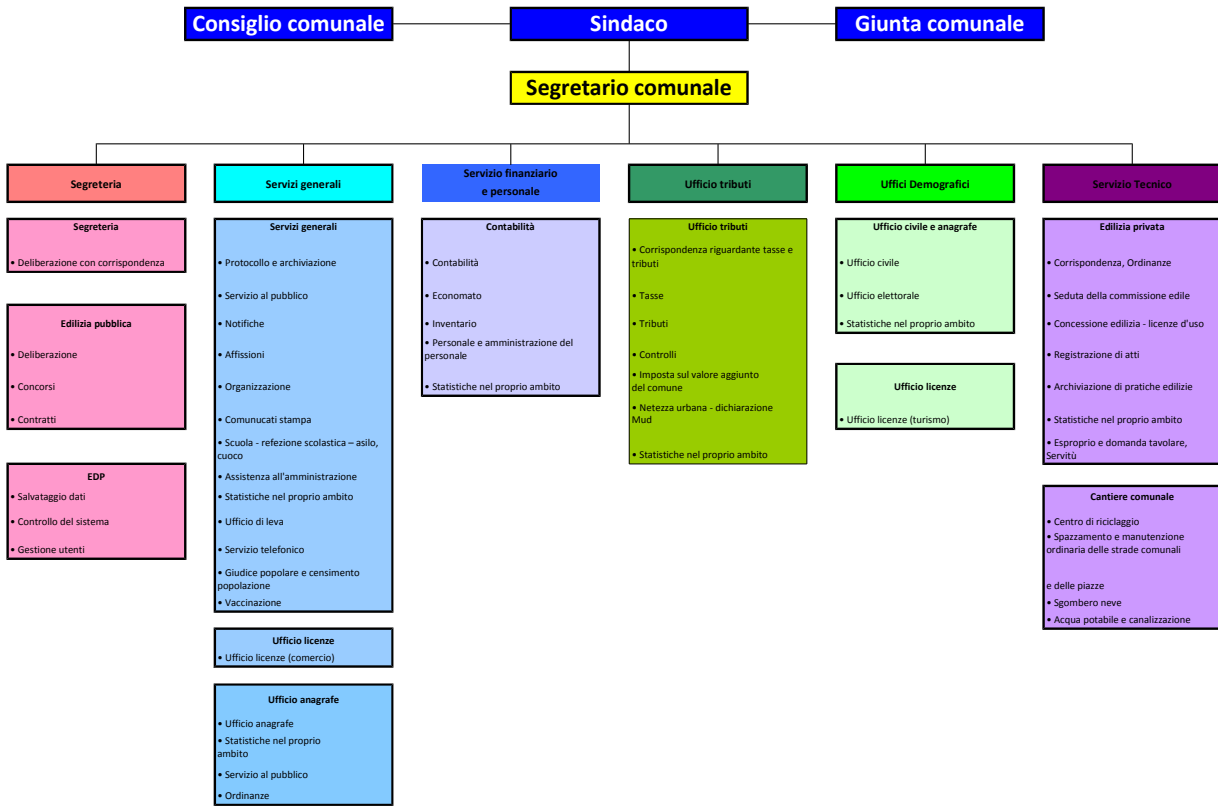 Consiglio comunale
Sindaco
Giunta comunale
Segretario comunale
Segreteria
Servizi generali
Servizio finanziario
e personale
Ufficio tributi
Uffici Demografici
Servizio Tecnico
Segreteria
• Deliberazione con corrispondenza
Edilizia pubblica
• Deliberazione
• Concorsi
• Contratti
EDP
• Salvataggio dati
• Controllo del sistema
• Gestione utenti
Servizi generali
• Protocollo e archiviazione
• Servizio al pubblico
• Notifiche
• Affissioni
• Organizzazione
• Comunucati stampa
• Scuola - refezione scolastica – asilo,
cuoco
• Assistenza all'amministrazione
• Statistiche nel proprio ambito
• Ufficio di leva
• Servizio telefonico
• Giudice popolare e censimento
popolazione
• Vaccinazione
Ufficio licenze
• Ufficio licenze (comercio)
Ufficio anagrafe
• Ufficio anagrafe
• Statistiche nel proprio
ambito
• Servizio al pubblico
• Ordinanze
Contabilità
• Contabilità
• Economato
• Inventario
• Personale e amministrazione del
personale
• Statistiche nel proprio ambito
Ufficio tributi
• Corrispondenza riguardante tasse e
tributi
• Tasse
• Tributi
• Controlli
• Imposta sul valore aggiunto
del comune
• Netezza urbana - dichiarazione
Mud
• Statistiche nel proprio ambito
Ufficio civile e anagrafe
• Ufficio civile
• Ufficio elettorale
• Statistiche nel proprio ambito
Ufficio licenze
• Ufficio licenze (turismo)
Edilizia privata
• Corrispondenza, Ordinanze
• Seduta della commissione edile
• Concessione edilizia - licenze d'uso
• Registrazione di atti
• Archiviazione di pratiche edilizie
• Statistiche nel proprio ambito
• Esproprio e domanda tavolare,
Servitù
Cantiere comunale
• Centro di riciclaggio
• Spazzamento e manutenzione
ordinaria delle strade comunali
e delle piazze
• Sgombero neve
• Acqua potabile e canalizzazione